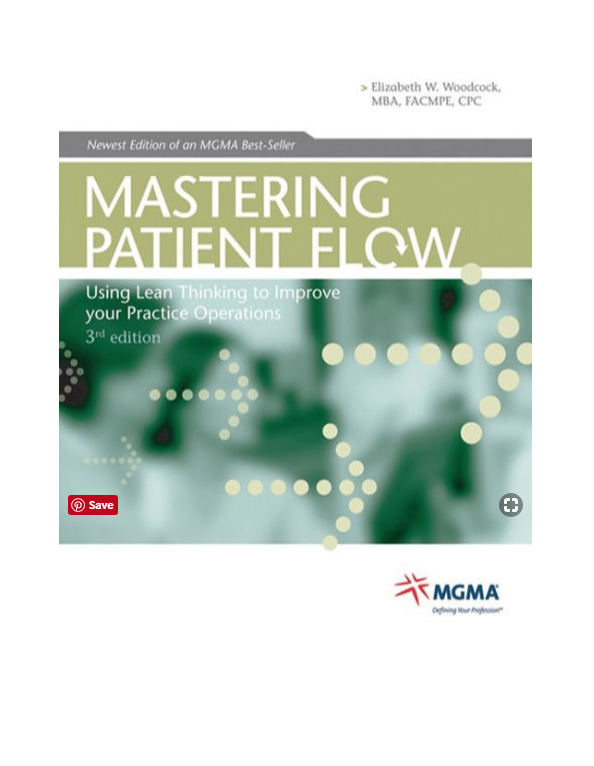 > Elizabeth W. Woodcock,
MBA, FACMPE, CPC
Newest Edition of an MGMA Best-Seller
MASTERING
PATIENT FLOW
Using Lean Thinking to Improve
your Practice Operations
3rd edition
Save
MGMA®
Defining Your Profession™